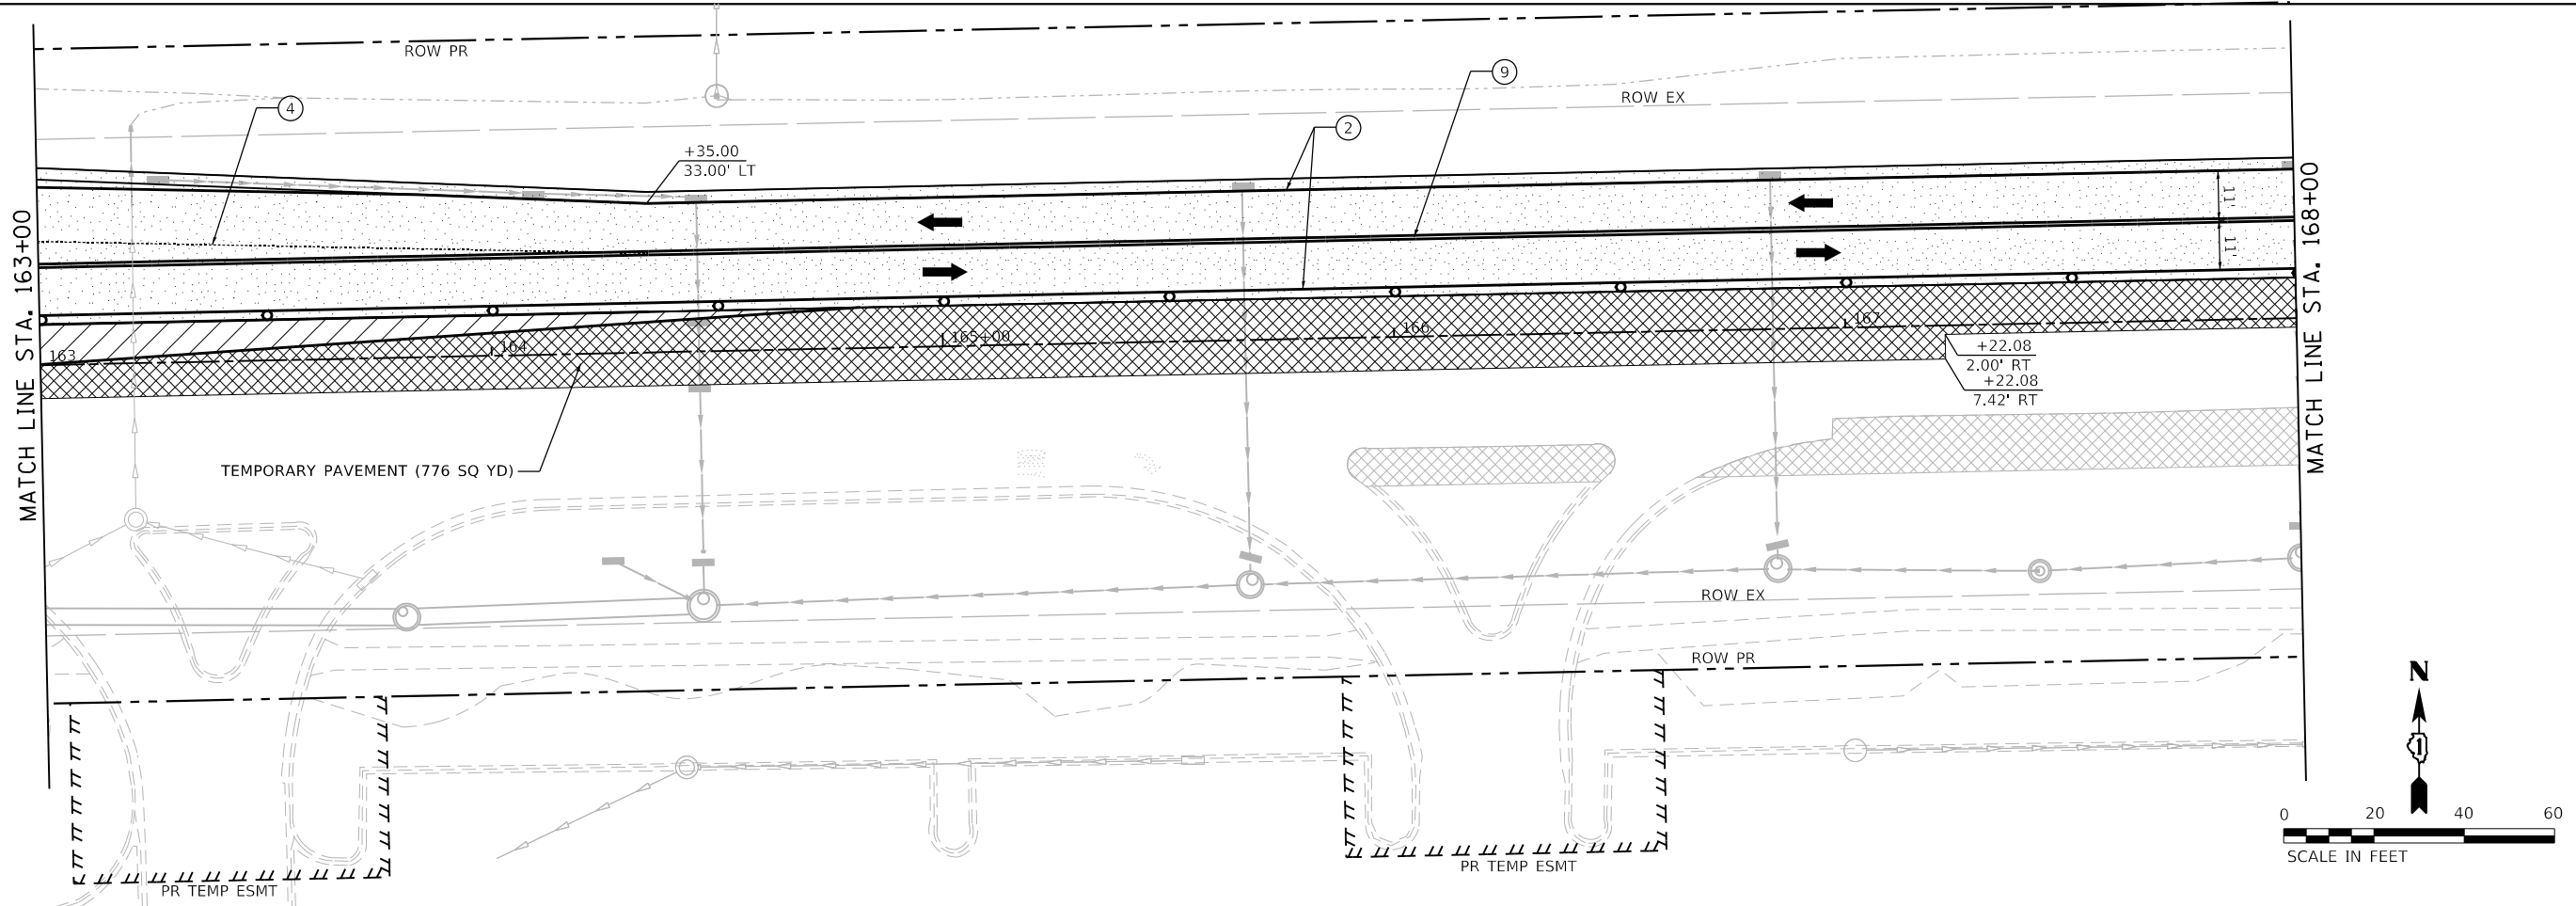 ROW PR
9
ROW EX
4
2
+35.00
33.00' LT
11'
11'
MATCH LINE STA. 163+00
MATCH LINE STA. 168+00
163
164
165+00
166
167
+22.08
2.00' RT
+22.08
7.42' RT
TEMPORARY PAVEMENT (776 SQ YD)
ROW EX
ROW PR
N
0 20 40 60
SCALE IN FEET
PR TEMP ESMT
PR TEMP ESMT